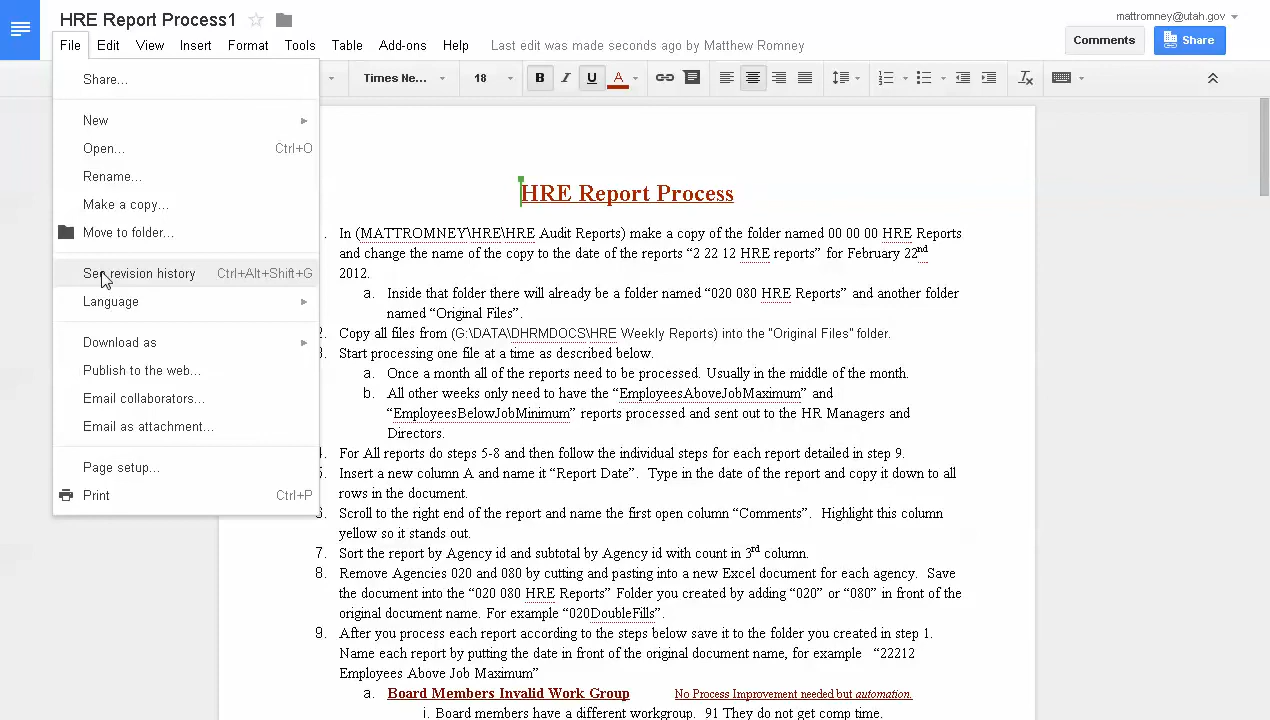 HRE Report Process1
mattromney@utah.gov
File Edit View Insert Format Tools Table Add-ons Help Last edit was made seconds ago by Matthew Romney
Comments Share
Times Ne... 18 B I U A
Share...
New
Open... Ctrl+O
Rename...
Make a copy...
Move to folder...
See revision history Ctrl+Alt+Shift+G
Language
Download as
Publish to the web...
Email collaborators...
Email as attachment...
Page setup...
Print Ctrl+P
HRE Report Process
In (MATTROMNEY\HRE\HRE Audit Reports) make a copy of the folder named 00 00 00 HRE Reports
and change the name of the copy to the date of the reports “2 22 12 HRE reports” for February 22nd
2012.
a. Inside that folder there will already be a folder named “020 080 HRE Reports” and another folder
named “Original Files”.
Copy all files from (G:\DATA\DHRMDOCS\HRE Weekly Reports) into the "Original Files" folder.
Start processing one file at a time as described below.
a. Once a month all of the reports need to be processed. Usually in the middle of the month.
b. All other weeks only need to have the “EmployeesAboveJobMaximum” and
“EmployeesBelowJobMinimum” reports processed and sent out to the HR Managers and
Directors.
For All reports do steps 5-8 and then follow the individual steps for each report detailed in step 9.
Insert a new column A and name it “Report Date”. Type in the date of the report and copy it down to all
rows in the document.
Scroll to the right end of the report and name the first open column “Comments”. Highlight this column
yellow so it stands out.
7. Sort the report by Agency id and subtotal by Agency id with count in 3rd column.
8. Remove Agencies 020 and 080 by cutting and pasting into a new Excel document for each agency. Save
the document into the “020 080 HRE Reports” Folder you created by adding “020” or “080” in front of the
original document name. For example “020DoubleFills”.
9. After you process each report according to the steps below save it to the folder you created in step 1.
Name each report by putting the date in front of the original document name, for example “22212
Employees Above Job Maximum”
a. Board Members Invalid Work Group No Process Improvement needed but automation.
i. Board members have a different workgroup. 91 They do not get comp time.